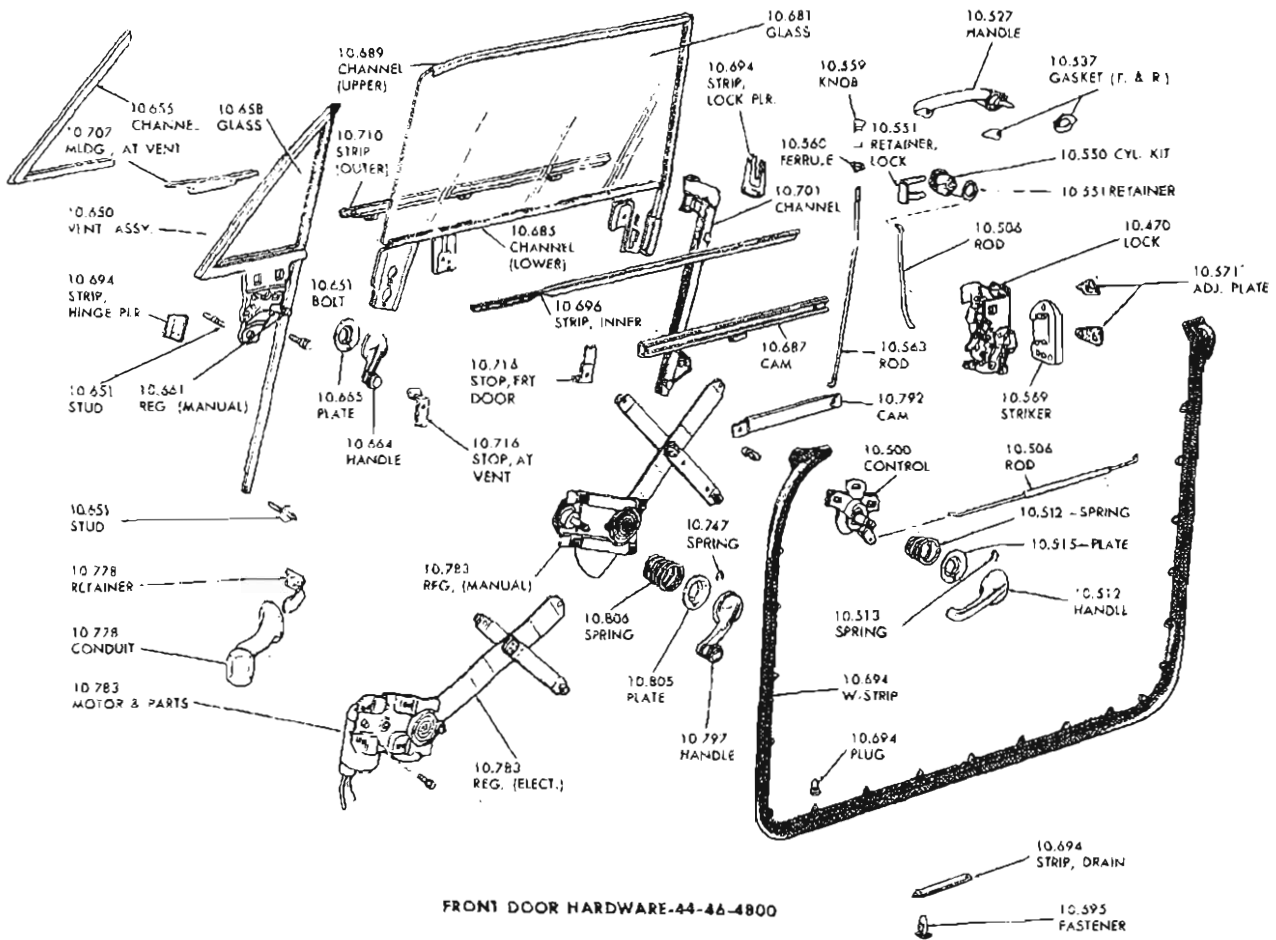 10.681
GLASS
10.527
HANDLE
10.689
CHANNEL
(UPPER)
10.694
STRIP,
LOCK PLR.
10.559
KNOB
10.537
GASKET (F. & R.)
10.655
CHANNEL
10.658
GLASS
10.707
MLDG., AT VENT
10.710
STRIP
(OUTER)
10.560
FERRULE
10.551
RETAINER,
LOCK
10.550 CYL. KIT
10.551 RETAINER
10.701
CHANNEL
10.650
VENT ASSY.
10.685
CHANNEL
(LOWER)
10.506
ROD
10.470
LOCK
10.571
ADJ. PLATE
10.694
STRIP,
HINGE PLR
10.651
BOLT
10.696
STRIP, INNER
10.687
CAM
10.563
ROD
10.651
STUD
10.661
REG. (MANUAL)
10.665
PLATE
10.716
STOP, FRT
DOOR
10.569
STRIKER
10.792
CAM
10.664
HANDLE
10.716
STOP, AT
VENT
10.500
CONTROL
10.506
ROD
10.651
STUD
10.747
SPRING
10.512-SPRING
10.515-PLATE
10.778
RETAINER
10.783
REG, (MANUAL)
10.512
HANDLE
10.806
SPRING
10.513
SPRING
10.778
CONDUIT
10.805
PLATE
10.694
W-STRIP
10.783
MOTOR & PARTS
10.797
HANDLE
10.694
PLUG
10.783
REG. (ELECT.)
10.694
STRIP, DRAIN
FRONT DOOR HARDWARE-44-46-4800
10.595
FASTENER